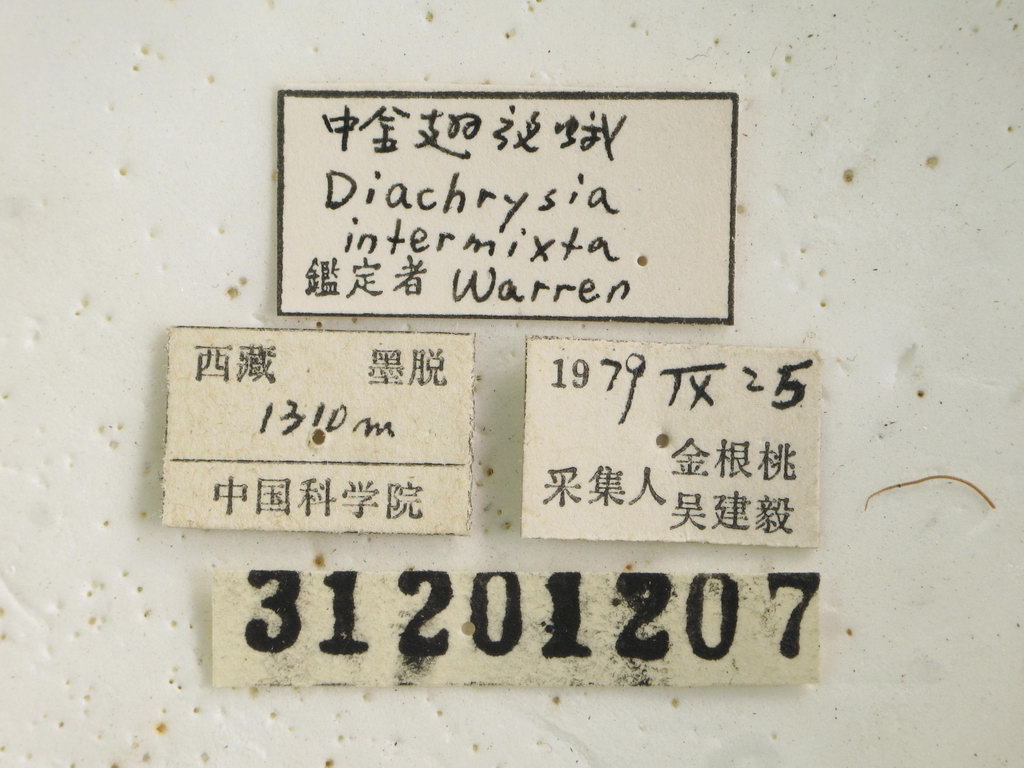 中金翅夜蛾
Diachrysia
intermixta
鑑定者 Warren
西藏 墨脱
1310m
中国科学院
1979 IX 25
采集人 金根桃
吴建毅
31201207